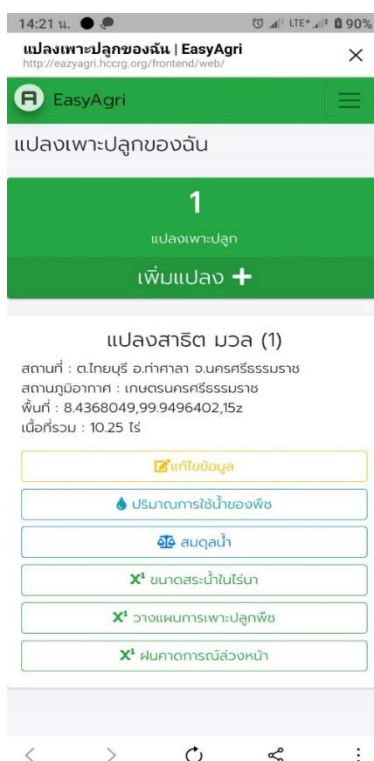 14:21 น.
LTE+
90%
แปลงเพาะปลูกของฉัน | EasyAgri
http://eazyagri.hccrg.org/frontend/web/
EasyAgri
แปลงเพาะปลูกของฉัน
1
แปลงเพาะปลูก
เพิ่มแปลง +
แปลงสาธิต มวล (1)
สถานที่ : ต.ไทยบุรี อ.ท่าศาลา จ.นครศรีธรรมราช
สถานภูมิอากาศ : เกษตรนครศรีธรรมราช
พื้นที่ : 8.4368049,99.9496402,15z
เนื้อที่รวม : 10.25 ไร่
แก้ไขข้อมูล
ปริมาณการใช้น้ำของพืช
สมดุลน้ำ
X¹ ขนาดสระน้ำในไร่นา
X¹ วางแผนการเพาะปลูกพืช
X¹ ฝนคาดการณ์ล่วงหน้า